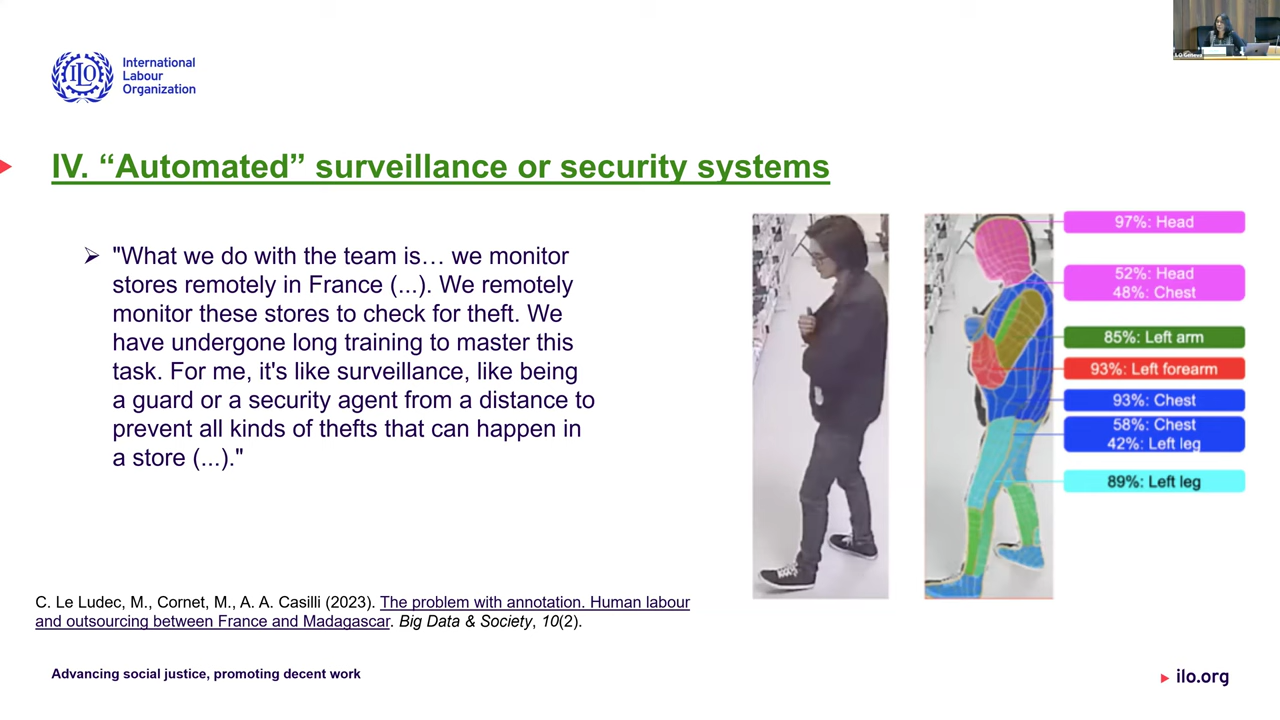 ILO Geneva
ILO
International
Labour
Organization
IV. “Automated” surveillance or security systems
"What we do with the team is… we monitor
stores remotely in France (...). We remotely
monitor these stores to check for theft. We
have undergone long training to master this
task. For me, it's like surveillance, like being
a guard or a security agent from a distance to
prevent all kinds of thefts that can happen in
a store (...)."
97%: Head
52%: Head
48%: Chest
85%: Left arm
93%: Left forearm
93%: Chest
58%: Chest
42%: Left leg
89%: Left leg
C. Le Ludec, M., Cornet, M., A. A. Casilli (2023). The problem with annotation. Human labour
and outsourcing between France and Madagascar. Big Data & Society, 10(2).
Advancing social justice, promoting decent work
ilo.org